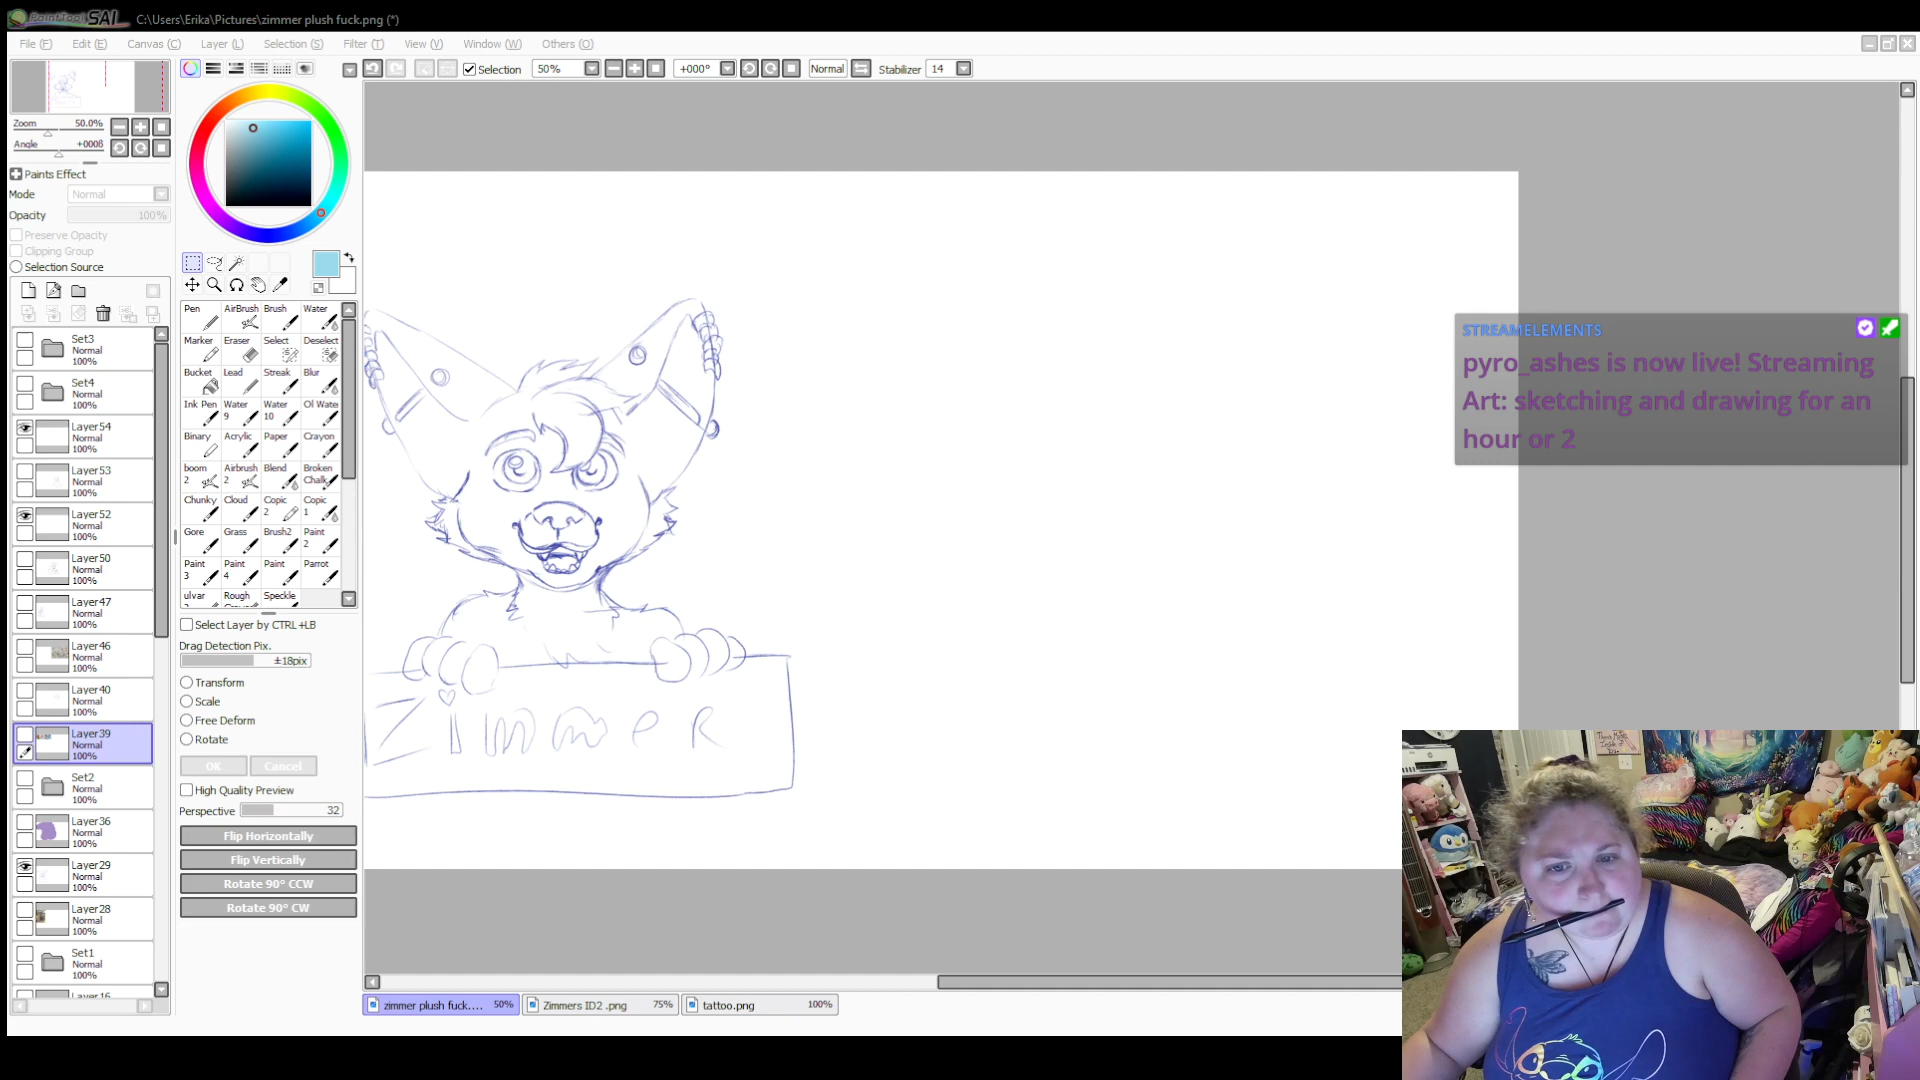 PaintTool SAI C:\Users\Erika\Pictures\zimmer plush fuck.png (*)
File (F) Edit (E) Canvas (C) Layer (L) Selection (S) Filter (T) View (V) Window (W) Others (O)
Selection 50% +000° Normal Stabilizer 14
Zoom 50.0%
Angle +000ß
Paints Effect
Mode Normal
Opacity 100%
Preserve Opacity
Clipping Group
Selection Source
Set3
Normal
100%
Set4
Normal
100%
Layer54
Normal
100%
Layer53
Normal
100%
Layer52
Normal
100%
Layer50
Normal
100%
Layer47
Normal
100%
Layer46
Normal
100%
Layer40
Normal
100%
Layer39
Normal
100%
Set2
Normal
100%
Layer36
Normal
100%
Layer29
Normal
100%
Layer28
Normal
100%
Set1
Normal
100%
Layer16
Pen AirBrush Brush Water
Marker Eraser Select Deselect
Bucket Lead Streak Blur
Ink Pen Water 9 Water 10 Ol Wate
Binary Acrylic Paper Crayon
boom 2 Airbrush 2 Blend Broken Chalk
Chunky Cloud Copic 2 Copic 1
Gore Grass Brush2 Paint 2
Paint 3 Paint 4 Paint Parrot
ulvar Rough Speckle
Select Layer by CTRL+LB
Drag Detection Pix.
±18pix
Transform
Scale
Free Deform
Rotate
OK Cancel
High Quality Preview
Perspective 32
Flip Horizontally
Flip Vertically
Rotate 90° CCW
Rotate 90° CW
Zimmer
STREAMELEMENTS
pyro_ashes is now live! Streaming
Art: sketching and drawing for an
hour or 2
zimmer plush fuck.... 50% Zimmers ID2 .png 75% tattoo.png 100%